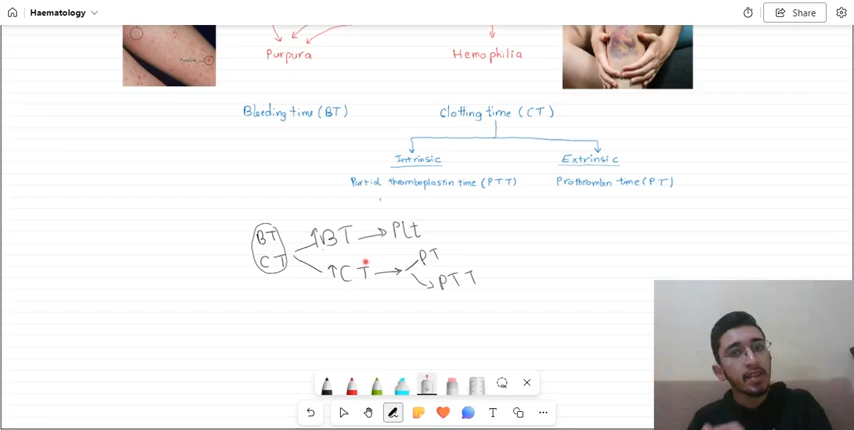 Haematology
Share
Purpura
Hemophilia
Bleeding time (BT)
Clotting time (CT)
Intrinsic
Extrinsic
Partial thromboplastin time (PTT)
Prothrombin time (PT)
BT
CT
↑BT → Plt
↑CT → PT
PTT
T